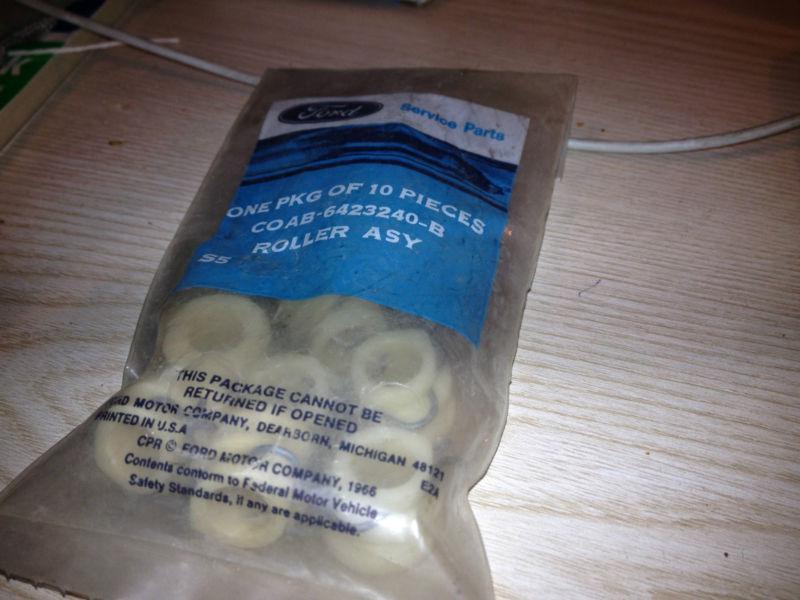 Ford Service Parts
ONE PKG OF 10 PIECES
COAB-6423240-B
ROLLER ASY
S5
THIS PACKAGE CANNOT BE
RETURNED IF OPENED
FORD MOTOR COMPANY, DEARBORN, MICHIGAN 48121
PRINTED IN U.S.A E2A
CPR © FORD MOTOR COMPANY, 1966
Contents conform to Federal Motor Vehicle
Safety Standards, if any are applicable.